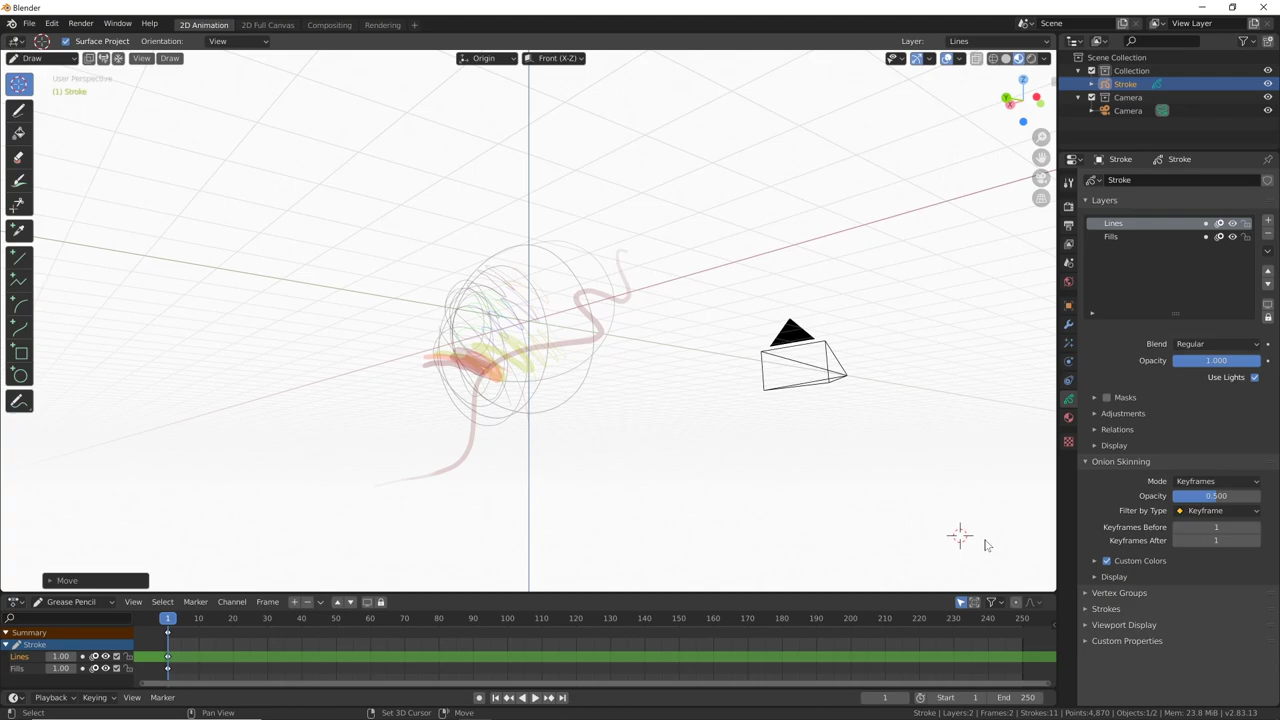 Blender
File Edit Render Window Help 2D Animation 2D Full Canvas Compositing Rendering + Scene View Layer
Surface Project Orientation: View Layer: Lines
Draw View Draw Origin Front (X-Z)
User Perspective
(1) Stroke
Z
Y
X
Scene Collection
Collection
Stroke
Camera
Camera
Stroke Stroke
Stroke
Layers
Lines
Fills
Blend Regular
Opacity 1.000
Use Lights
Masks
Adjustments
Relations
Display
Onion Skinning
Mode Keyframes
Opacity 0.500
Filter by Type Keyframe
Keyframes Before 1
Keyframes After 1
Custom Colors
Display
Vertex Groups
Strokes
Viewport Display
Custom Properties
Move
Grease Pencil View Select Marker Channel Frame
1 10 20 30 40 50 60 70 80 90 100 110 120 130 140 150 160 170 180 190 200 210 220 230 240 250
Summary
Stroke
Lines 1.00
Fills 1.00
Playback Keying View Marker 1 Start 1 End 250
Select Pan View Set 3D Cursor Move Stroke | Layers:2 | Frames:2 | Strokes:11 | Points:4,870 | Objects:1/2 | Mem: 23.8 MiB | v2.83.13